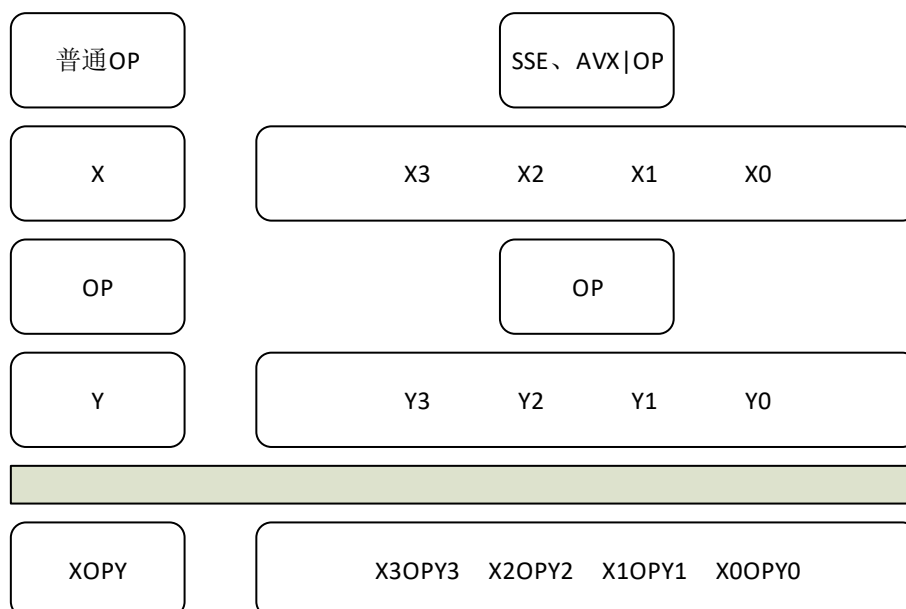 普通OP SSE、AVX|OP
X X3 X2 X1 X0
OP OP
Y Y3 Y2 Y1 Y0
XOPY X3OPY3 X2OPY2 X1OPY1 X0OPY0